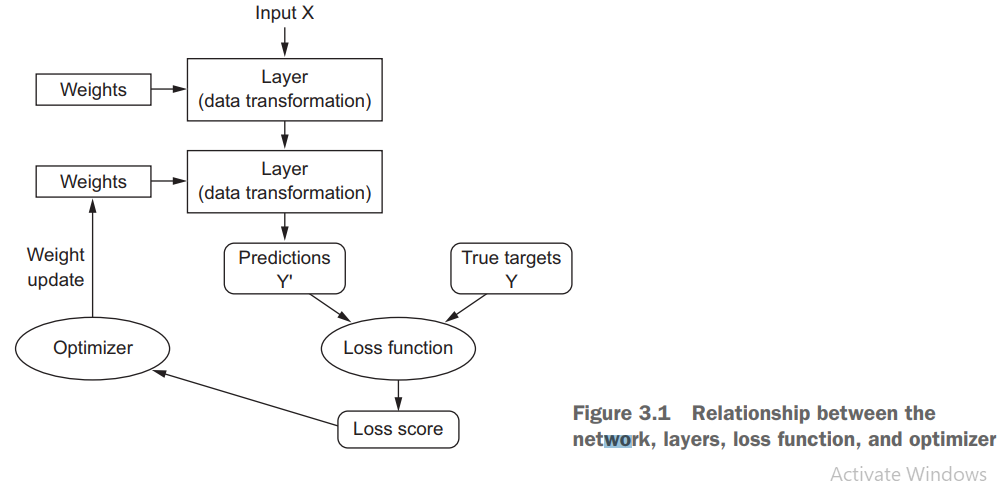 Input X
Weights
Layer
(data transformation)
Weights
Layer
(data transformation)
Weight
update
Predictions
Y'
True targets
Y
Optimizer
Loss function
Loss score
Figure 3.1 Relationship between the
network, layers, loss function, and optimizer
Activate Windows